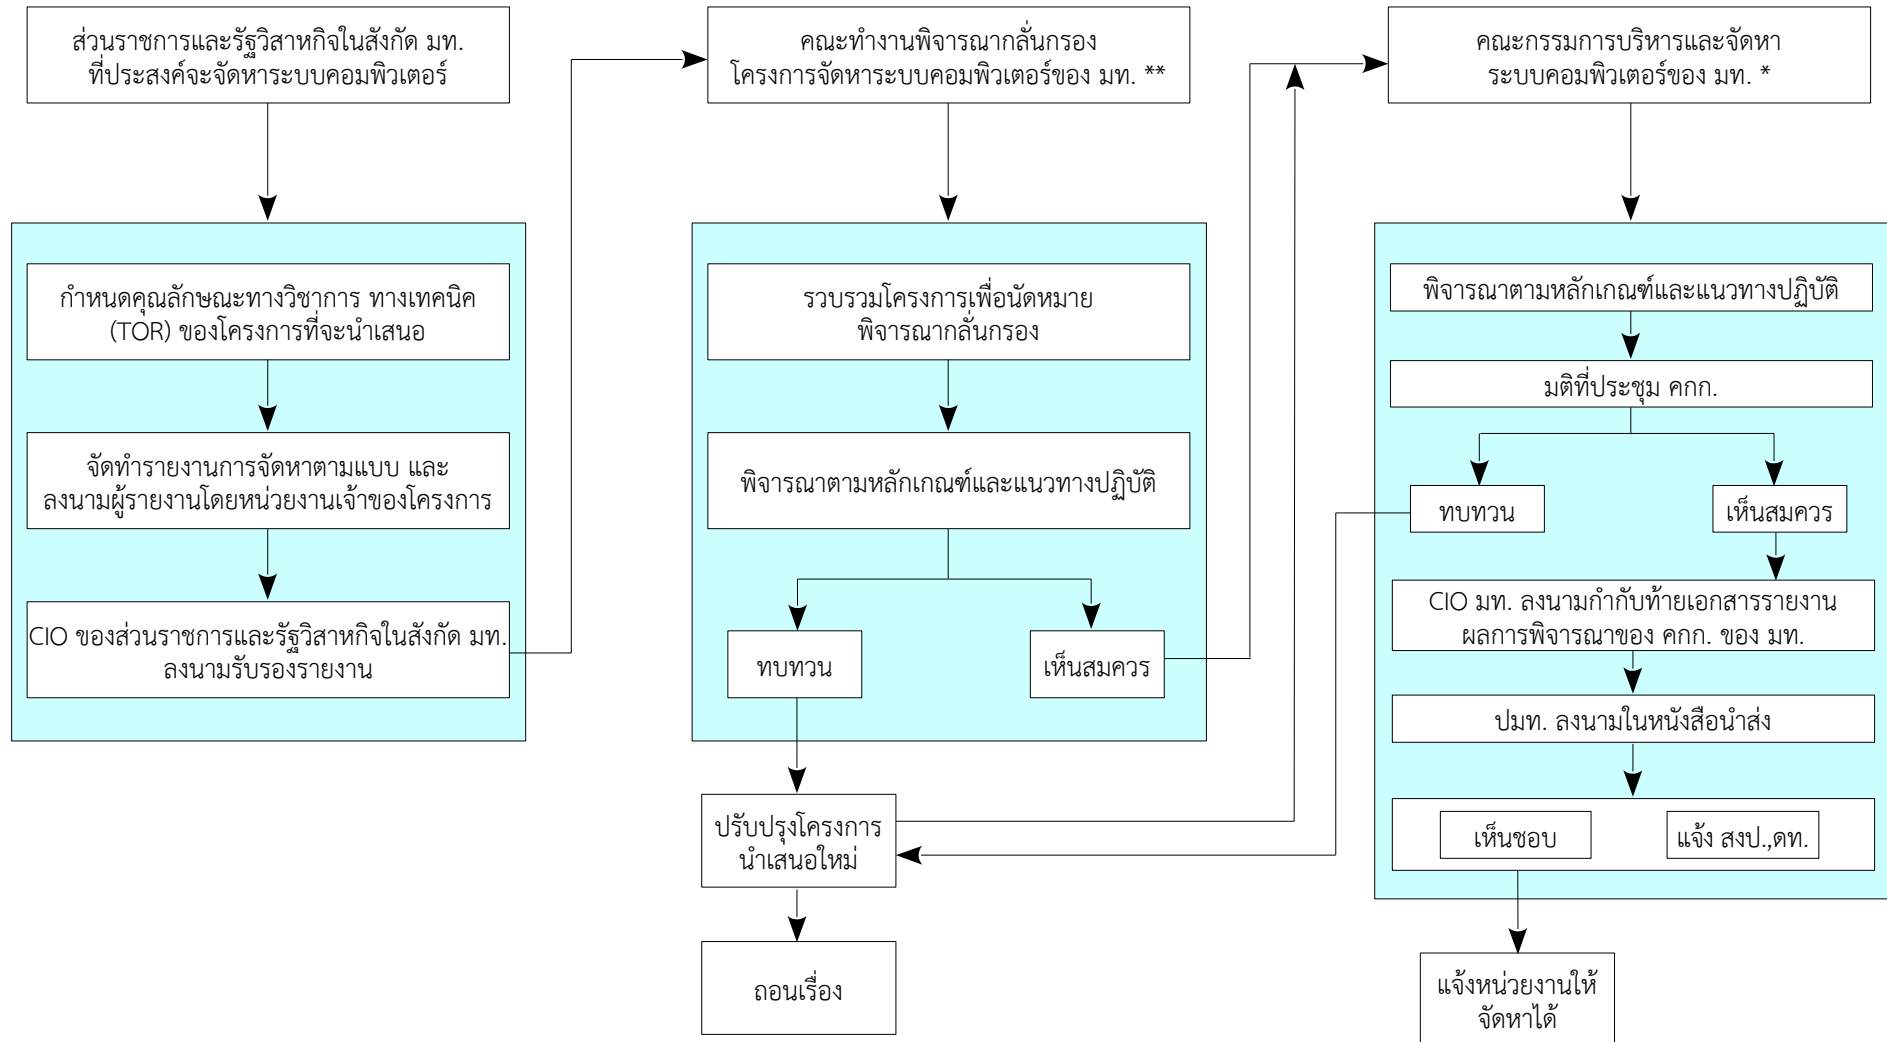 ส่วนราชการและรัฐวิสาหกิจในสังกัด มท.
ที่ประสงค์จะจัดหาระบบคอมพิวเตอร์
กำหนดคุณลักษณะทางวิชาการ ทางเทคนิค
(TOR) ของโครงการที่จะนำเสนอ
จัดทำรายงานการจัดหาตามแบบ และ
ลงนามผู้รายงานโดยหน่วยงานเจ้าของโครงการ
CIO ของส่วนราชการและรัฐวิสาหกิจในสังกัด มท.
ลงนามรับรองรายงาน
คณะทำงานพิจารณากลั่นกรอง
โครงการจัดหาระบบคอมพิวเตอร์ของ มท. **
รวบรวมโครงการเพื่อนัดหมาย
พิจารณากลั่นกรอง
พิจารณาตามหลักเกณฑ์และแนวทางปฏิบัติ
ทบทวน
เห็นสมควร
ปรับปรุงโครงการ
นำเสนอใหม่
ถอนเรื่อง
คณะกรรมการบริหารและจัดหา
ระบบคอมพิวเตอร์ของ มท. *
พิจารณาตามหลักเกณฑ์และแนวทางปฏิบัติ
มติที่ประชุม คกก.
ทบทวน
เห็นสมควร
CIO มท. ลงนามกำกับท้ายเอกสารรายงาน
ผลการพิจารณาของ คกก. ของ มท.
ปมท. ลงนามในหนังสือนำส่ง
เห็นชอบ
แจ้ง สงป.,ดท.
แจ้งหน่วยงานให้
จัดหาได้